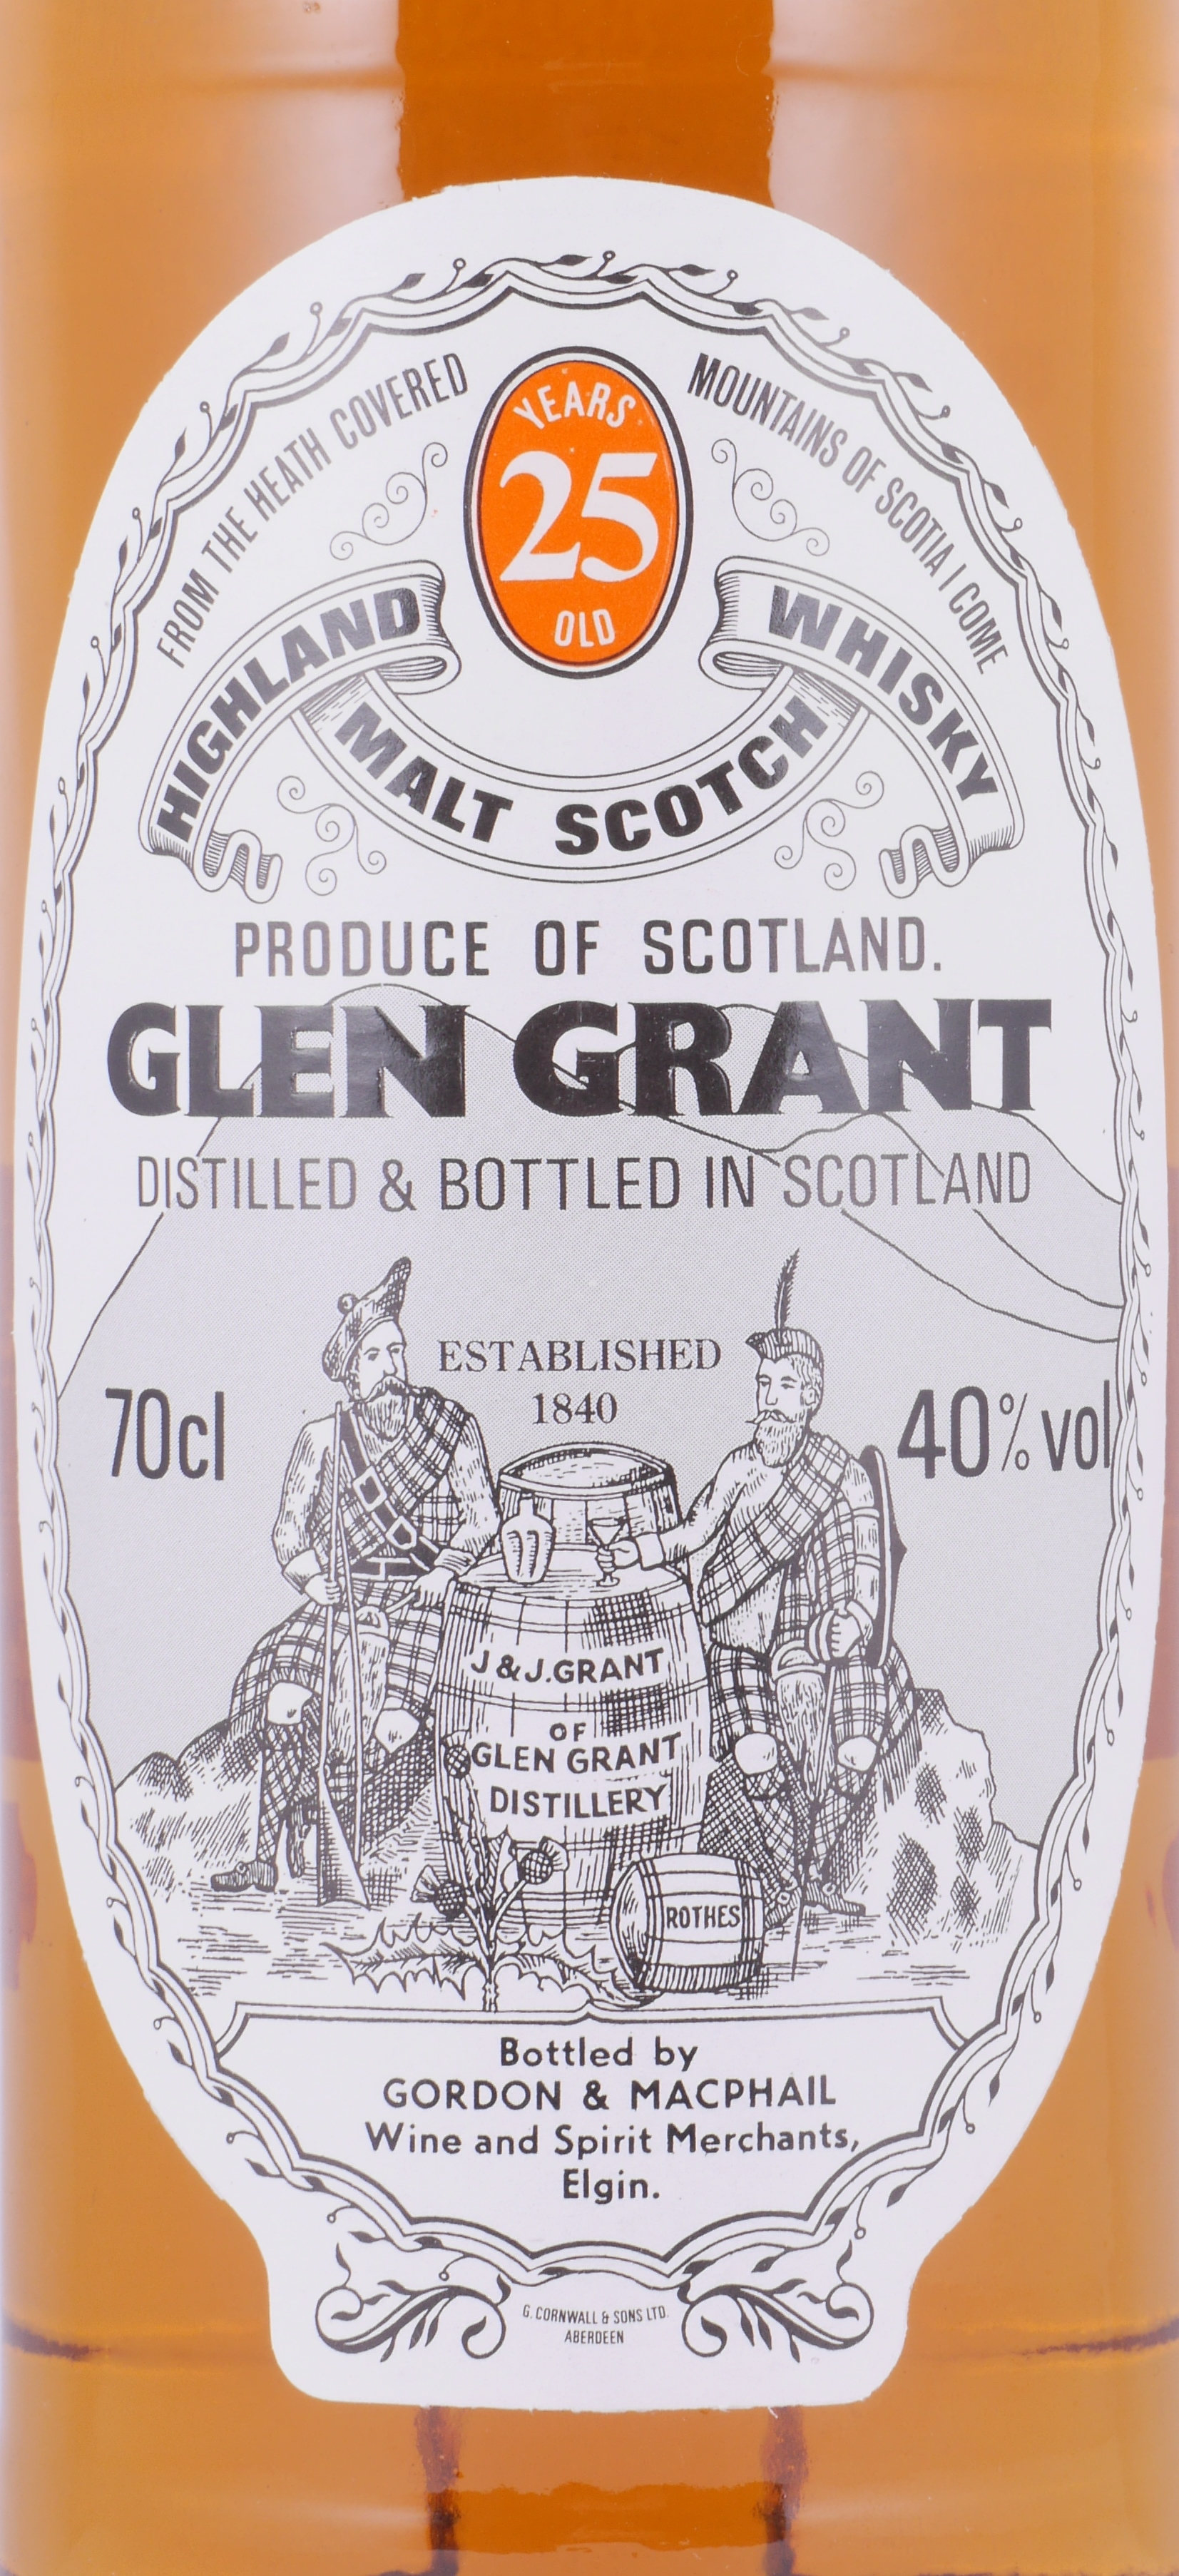 FROM THE HEATH COVERED
MOUNTAINS OF SCOTIA I COME
YEARS
25
OLD
HIGHLAND
MALT SCOTCH
WHISKY
PRODUCE OF SCOTLAND.
GLEN GRANT
DISTILLED & BOTTLED IN SCOTLAND
ESTABLISHED
1840
70cl
40% vol
J & J. GRANT
OF
GLEN GRANT
DISTILLERY
ROTHES
Bottled by
GORDON & MACPHAIL
Wine and Spirit Merchants,
Elgin.
G. CORNWALL & SONS LTD.
ABERDEEN